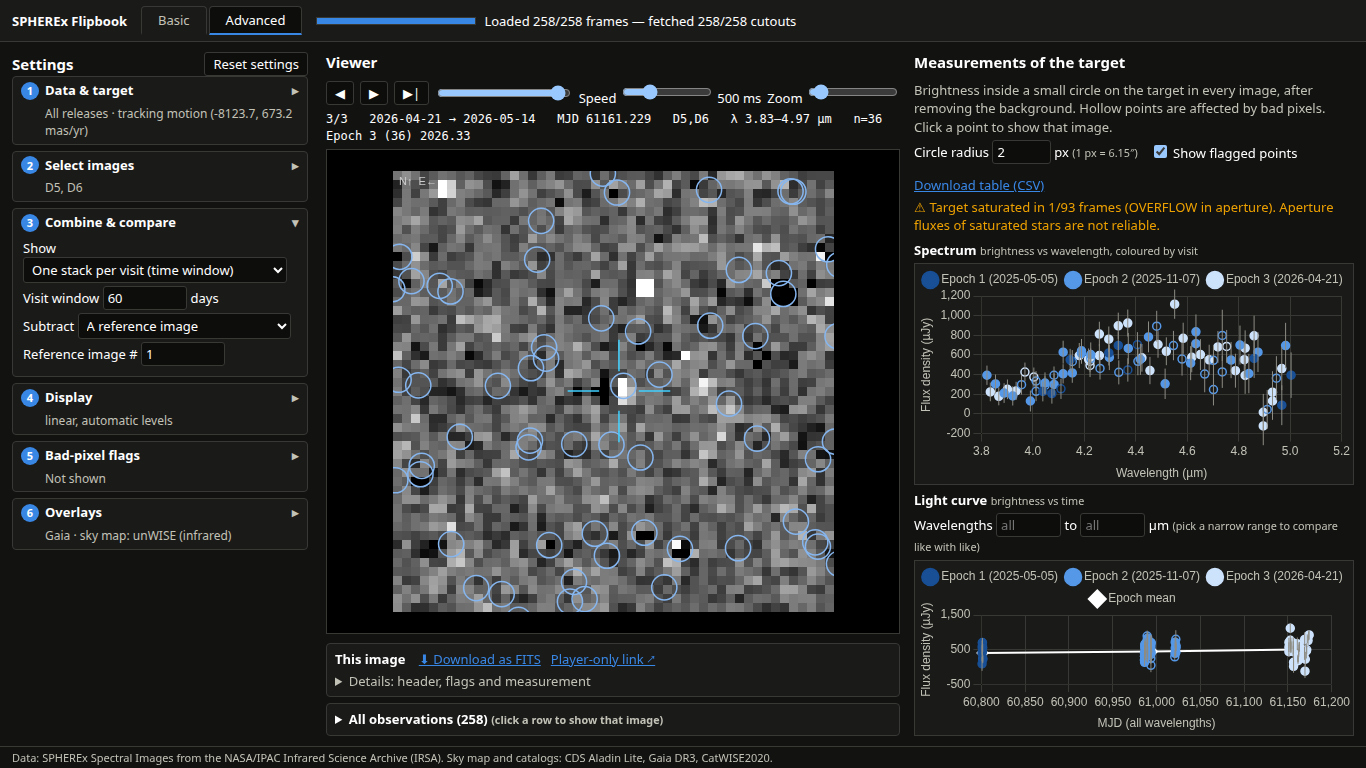 SPHEREx Flipbook
Basic
Advanced
Loaded 258/258 frames — fetched 258/258 cutouts
Settings
Reset settings
1 Data & target ▸
All releases · tracking motion (-8123.7, 673.2
mas/yr)
2 Select images ▸
D5, D6
3 Combine & compare ▾
Show
One stack per visit (time window)
Visit window 60 days
Subtract A reference image
Reference image # 1
4 Display ▸
linear, automatic levels
5 Bad-pixel flags ▸
Not shown
6 Overlays ▸
Gaia · sky map: unWISE (infrared)
Viewer
◀ ▶ ▶| Speed 500 ms Zoom
3/3 2026-04-21 → 2026-05-14 MJD 61161.229 D5,D6 λ 3.83–4.97 µm n=36
Epoch 3 (36) 2026.33
N↑ E←
This image ⬇ Download as FITS Player-only link ↗
▸ Details: header, flags and measurement
▸ All observations (258) (click a row to show that image)
Measurements of the target
Brightness inside a small circle on the target in every image, after
removing the background. Hollow points are affected by bad pixels.
Click a point to show that image.
Circle radius 2 px (1 px = 6.15″) Show flagged points
Download table (CSV)
⚠ Target saturated in 1/93 frames (OVERFLOW in aperture). Aperture
fluxes of saturated stars are not reliable.
Spectrum brightness vs wavelength, coloured by visit
Epoch 1 (2025-05-05) Epoch 2 (2025-11-07) Epoch 3 (2026-04-21)
Flux density (µJy)
1,200
1,000
800
600
400
200
0
-200
3.8 4.0 4.2 4.4 4.6 4.8 5.0 5.2
Wavelength (µm)
Light curve brightness vs time
Wavelengths all to all µm (pick a narrow range to compare
like with like)
Epoch 1 (2025-05-05) Epoch 2 (2025-11-07) Epoch 3 (2026-04-21)
Epoch mean
Flux density (µJy)
1,500
500
-500
60,800 60,850 60,900 60,950 61,000 61,050 61,100 61,150 61,200
MJD (all wavelengths)
Data: SPHEREx Spectral Images from the NASA/IPAC Infrared Science Archive (IRSA). Sky map and catalogs: CDS Aladin Lite, Gaia DR3, CatWISE2020.